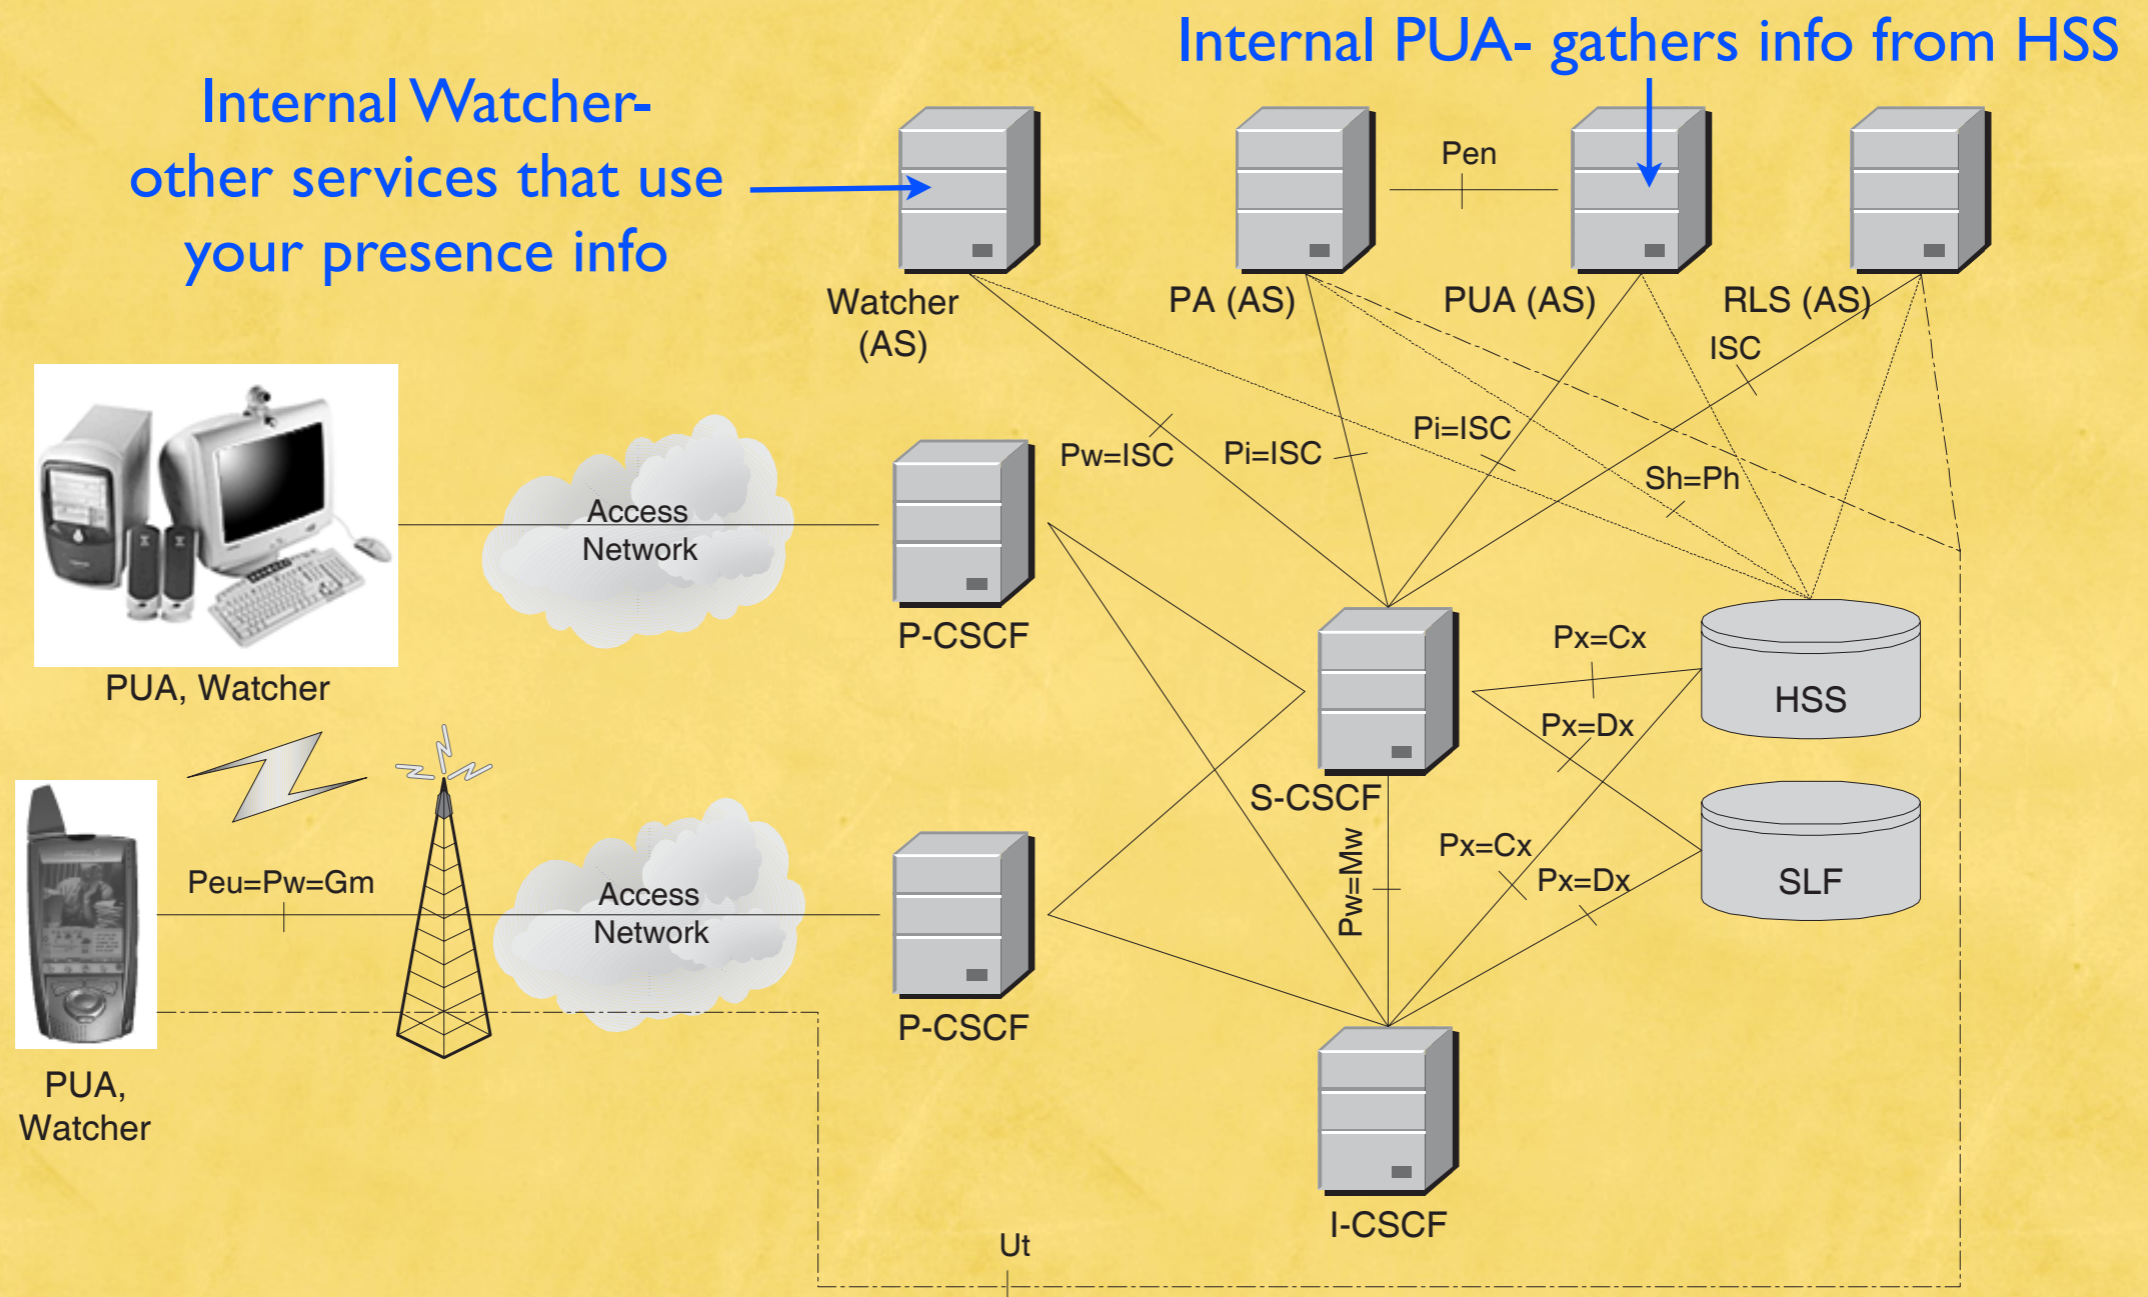 Internal PUA- gathers info from HSS
Internal Watcher-
other services that use
your presence info
Pen
Watcher
(AS)
PA (AS)
PUA (AS)
RLS (AS)
ISC
Pw=ISC
Pi=ISC
Pi=ISC
Sh=Ph
Access
Network
P-CSCF
PUA, Watcher
Px=Cx
HSS
Px=Dx
S-CSCF
Pw=Mw
Px=Cx
Px=Dx
SLF
Peu=Pw=Gm
Access
Network
P-CSCF
PUA,
Watcher
I-CSCF
Ut